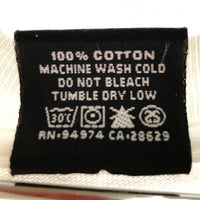 100% COTTON
MACHINE WASH COLD
DO NOT BLEACH
TUMBLE DRY LOW
30°C
RN:94974 CA:28629